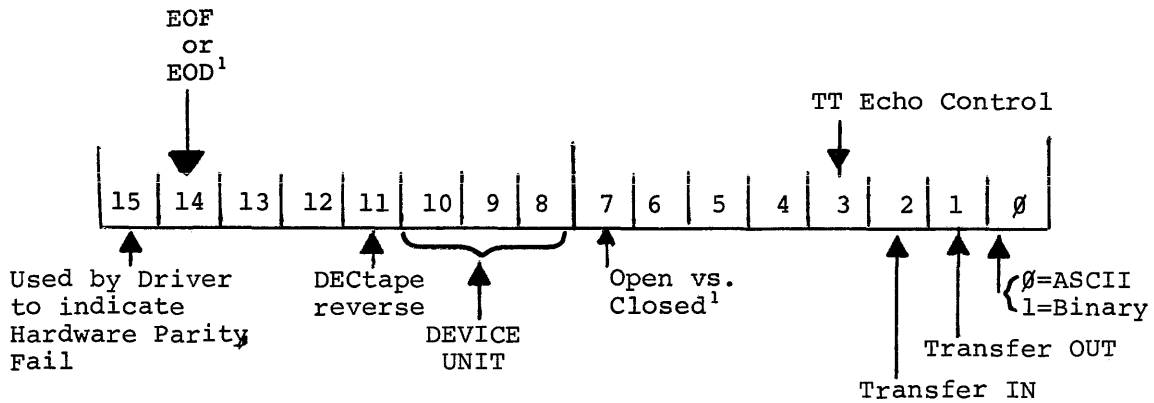 EOF
or
EOD¹
TT Echo Control
15 14 13 12 11 10 9 8 7 6 5 4 3 2 1 Ø
Used by Driver
to indicate
Hardware Parity
Fail
DECtape
reverse
DEVICE
UNIT
Open vs.
Closed¹
Ø=ASCII
1=Binary
Transfer OUT
Transfer IN